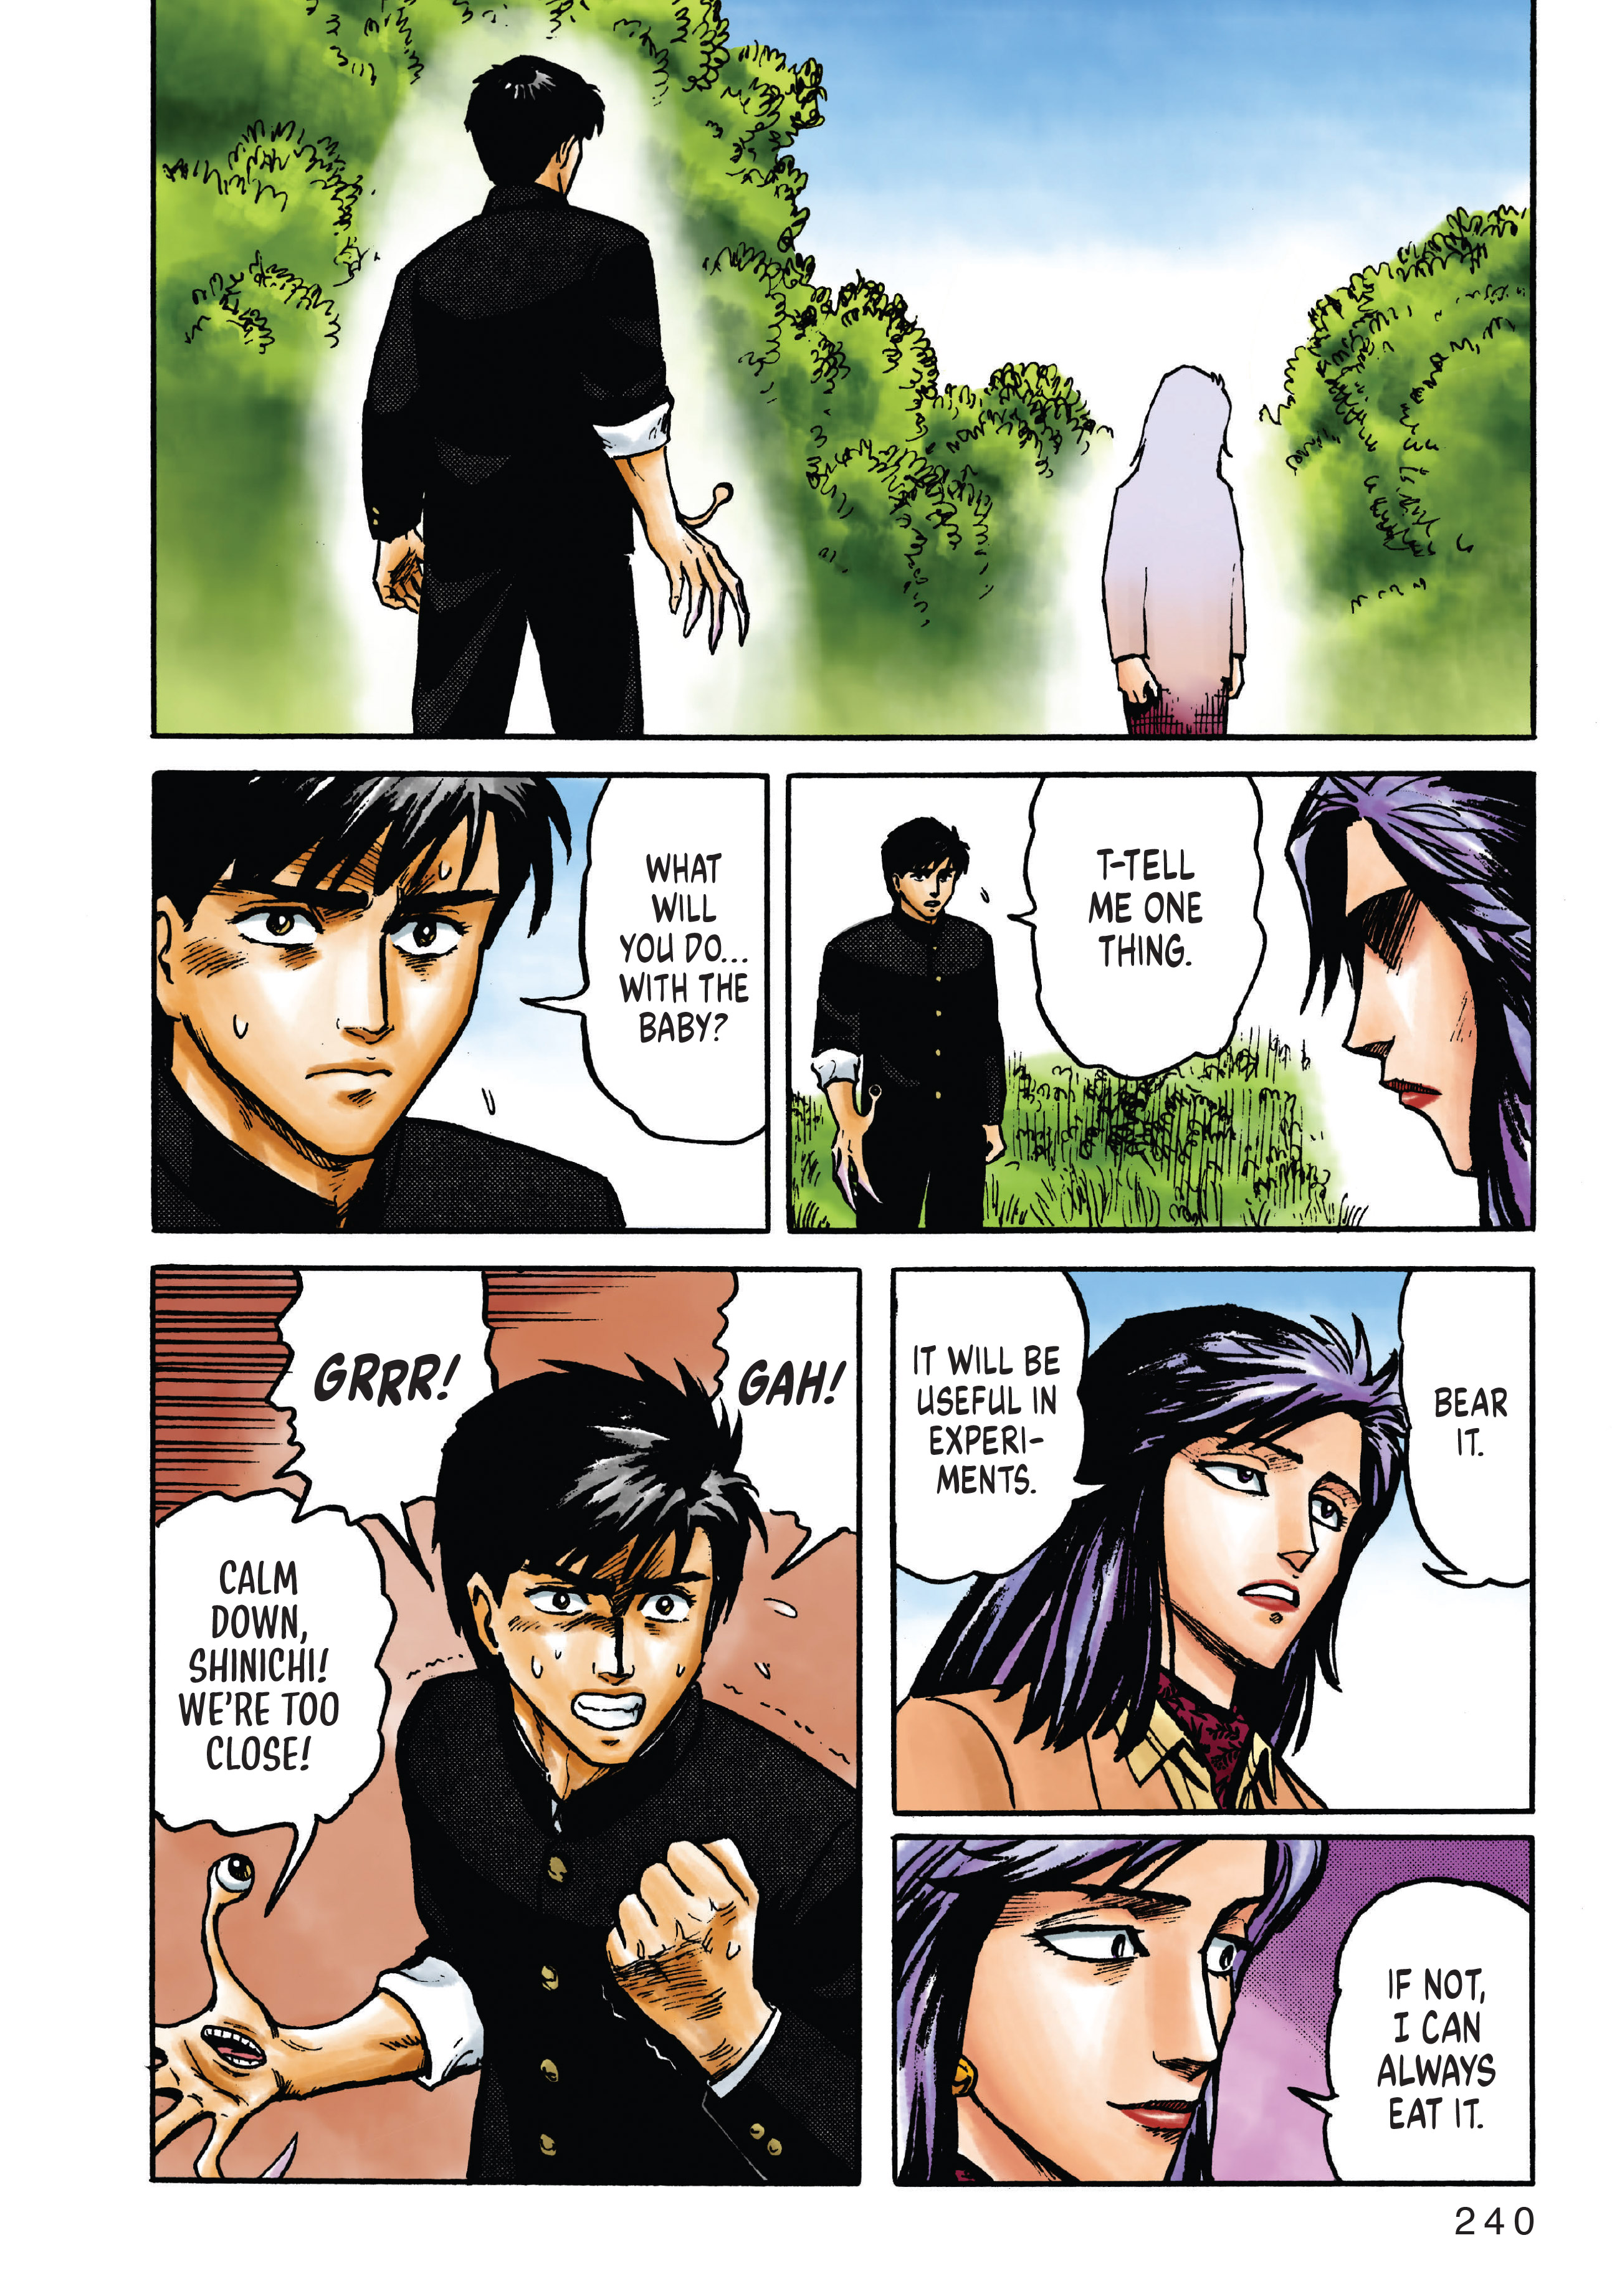 T-TELL
ME ONE
THING.
WHAT
WILL
YOU DO...
WITH THE
BABY?
BEAR
IT.
IT WILL BE
USEFUL IN
EXPERI-
MENTS.
IF NOT,
I CAN
ALWAYS
EAT IT.
GAH!
GRRR!
CALM
DOWN,
SHINICHI!
WE'RE TOO
CLOSE!
240